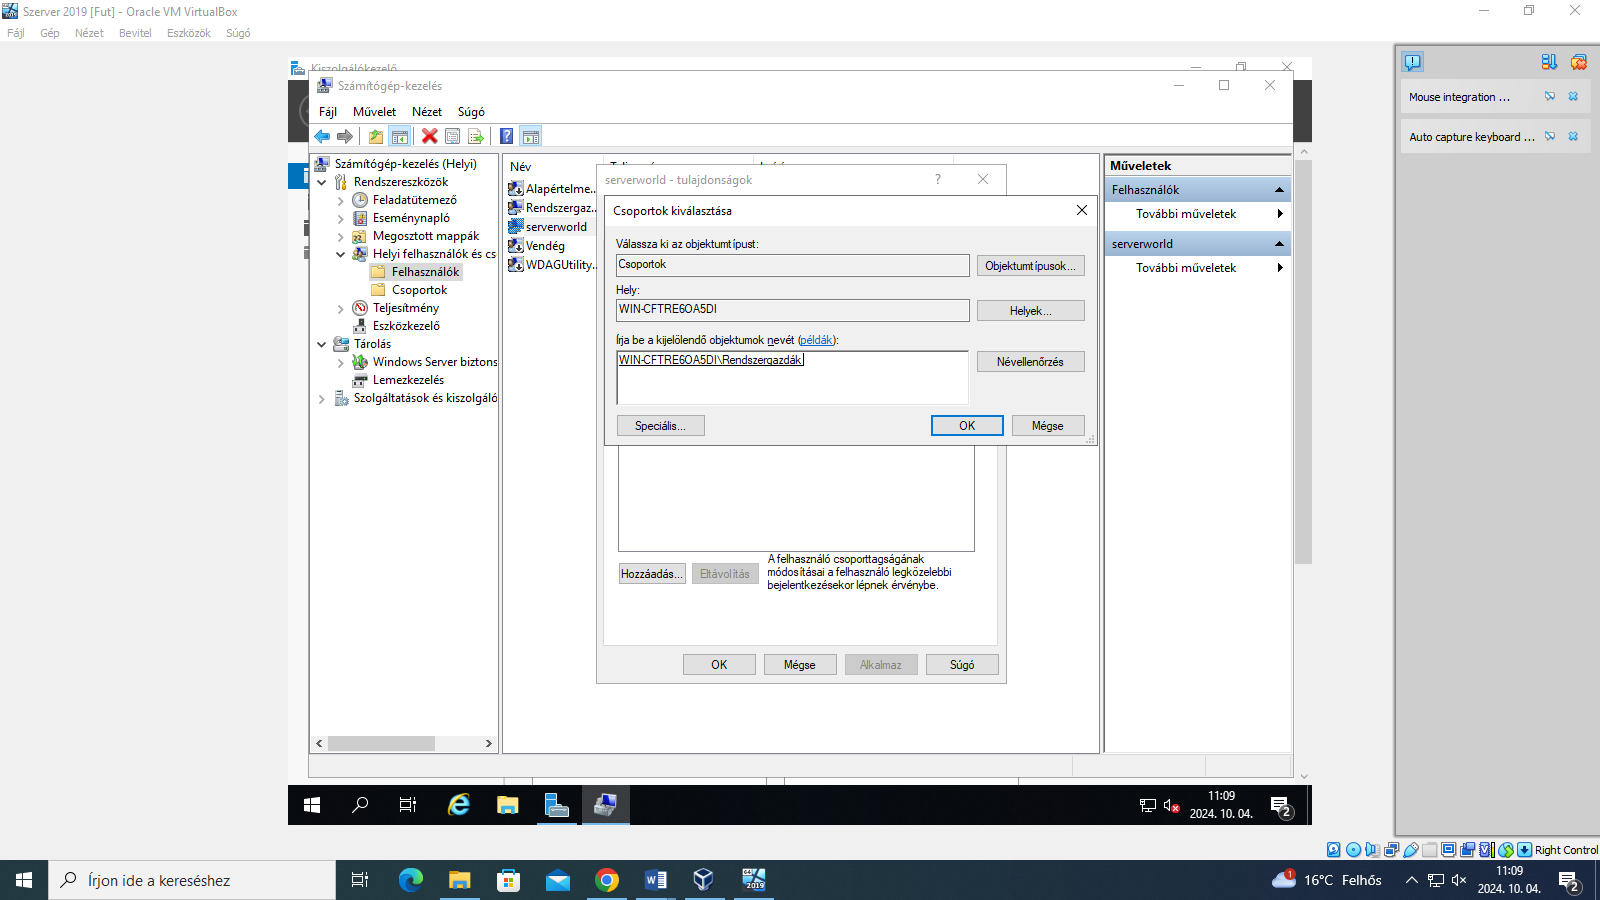 Szerver 2019 [Fut] - Oracle VM VirtualBox
Fájl Gép Nézet Bevitel Eszközök Súgó
Kiszolgálókezelő
Számítógép-kezelés
Fájl Művelet Nézet Súgó
Számítógép-kezelés (Helyi)
Rendszereszközök
Feladatütemező
Eseménynapló
Megosztott mappák
Helyi felhasználók és cs
Felhasználók
Csoportok
Teljesítmény
Eszközkezelő
Tárolás
Windows Server biztons
Lemezkezelés
Szolgáltatások és kiszolgáló
Név
Alapértelme...
Rendszergaz...
serverworld
Vendég
WDAGUtility...
serverworld - tulajdonságok
?
Csoportok kiválasztása
Válassza ki az objektumtípust:
Csoportok
Objektumtípusok...
Hely:
WIN-CFTRE6OA5DI
Helyek...
Írja be a kijelölendő objektumok nevét (példák):
WIN-CFTRE6OA5DI\Rendszergazdák
Névellenőrzés
Speciális...
OK
Mégse
Hozzáadás...
Eltávolítás
A felhasználó csoporttagságának
módosításai a felhasználó legközelebbi
bejelentkezésekor lépnek érvénybe.
OK
Mégse
Alkalmaz
Súgó
Műveletek
Felhasználók
További műveletek
serverworld
További műveletek
Mouse integration ...
Auto capture keyboard ...
11:09
2024. 10. 04.
2
Right Control
Írjon ide a kereséshez
2019
1
16°C Felhős
11:09
2024. 10. 04.
2